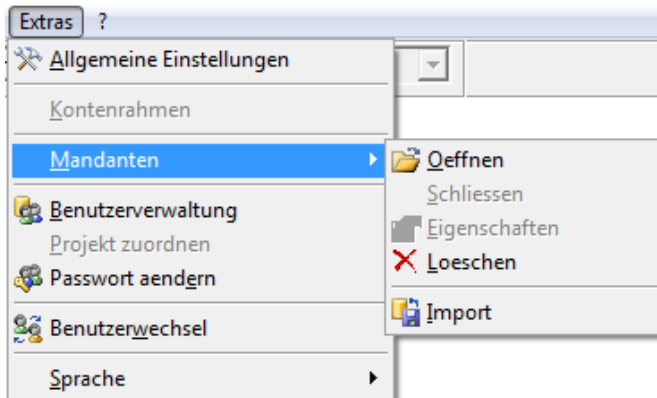 Extras ?
Allgemeine Einstellungen
Kontenrahmen
Mandanten
Oeffnen
Schliessen
Benutzerverwaltung
Eigenschaften
Projekt zuordnen
Loeschen
Passwort aendern
Import
Benutzerwechsel
Sprache